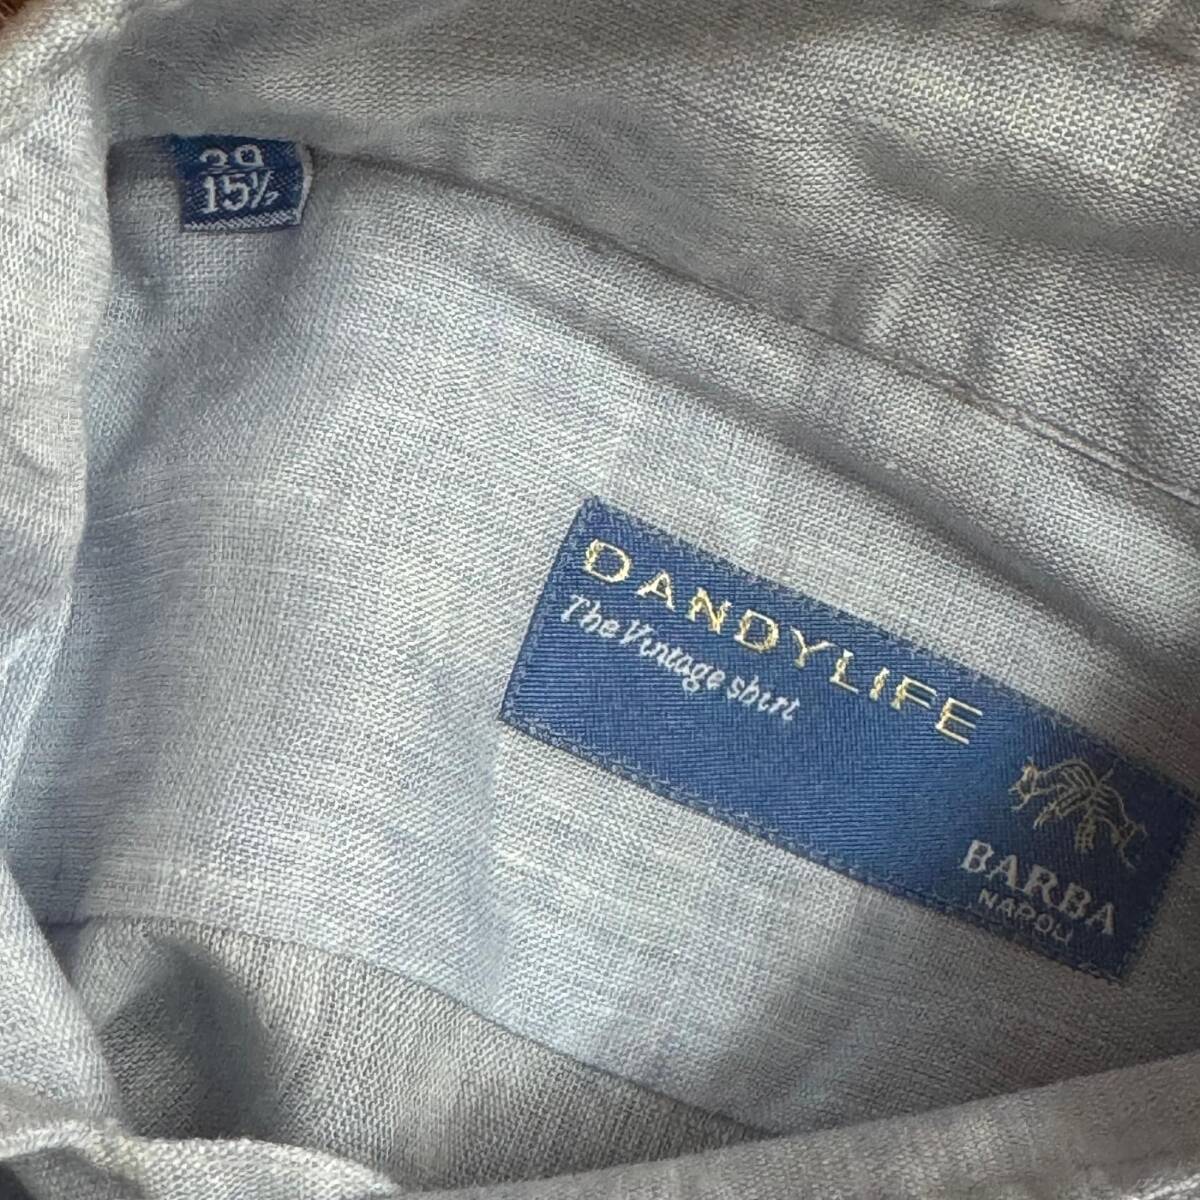 39
15½
DANDYLIFE
The Vintage shirt
BARBA
NAPOLI